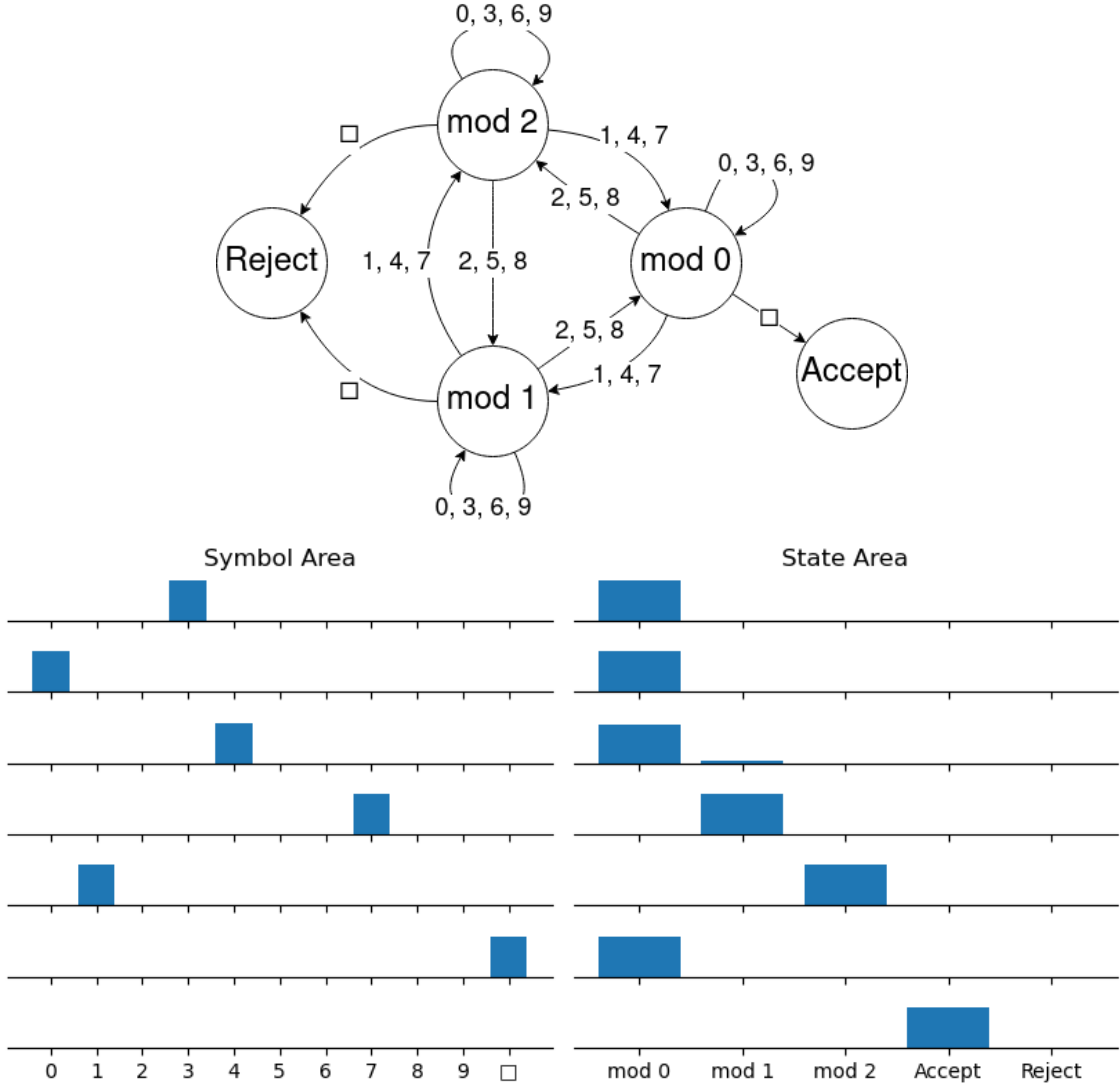 0, 3, 6, 9
mod 2
□
1, 4, 7
0, 3, 6, 9
2, 5, 8
Reject
1, 4, 7
2, 5, 8
mod 0
□
2, 5, 8
Accept
1, 4, 7
□
mod 1
0, 3, 6, 9
Symbol Area
State Area
0 1 2 3 4 5 6 7 8 9 □
mod 0 mod 1 mod 2 Accept Reject